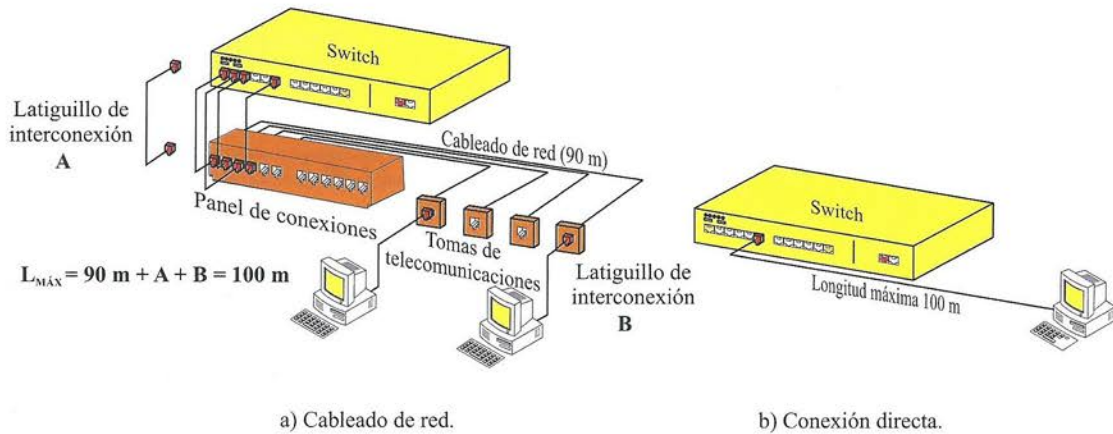 Switch
Latiguillo de
interconexión
A
Cableado de red (90 m)
Panel de conexiones
Tomas de
telecomunicaciones
L_MÁX = 90 m + A + B = 100 m
Latiguillo de
interconexión
B
a) Cableado de red.
Switch
Longitud máxima 100 m
b) Conexión directa.